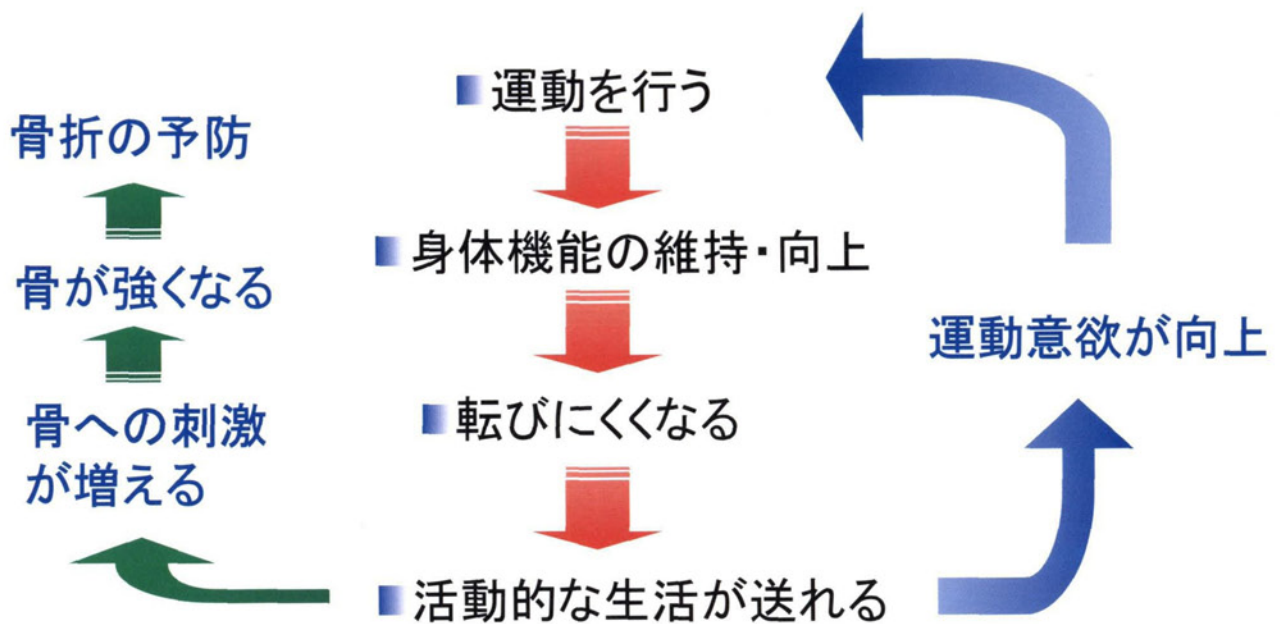 運動を行う
身体機能の維持・向上
転びにくくなる
活動的な生活が送れる
骨への刺激
が増える
骨が強くなる
骨折の予防
運動意欲が向上